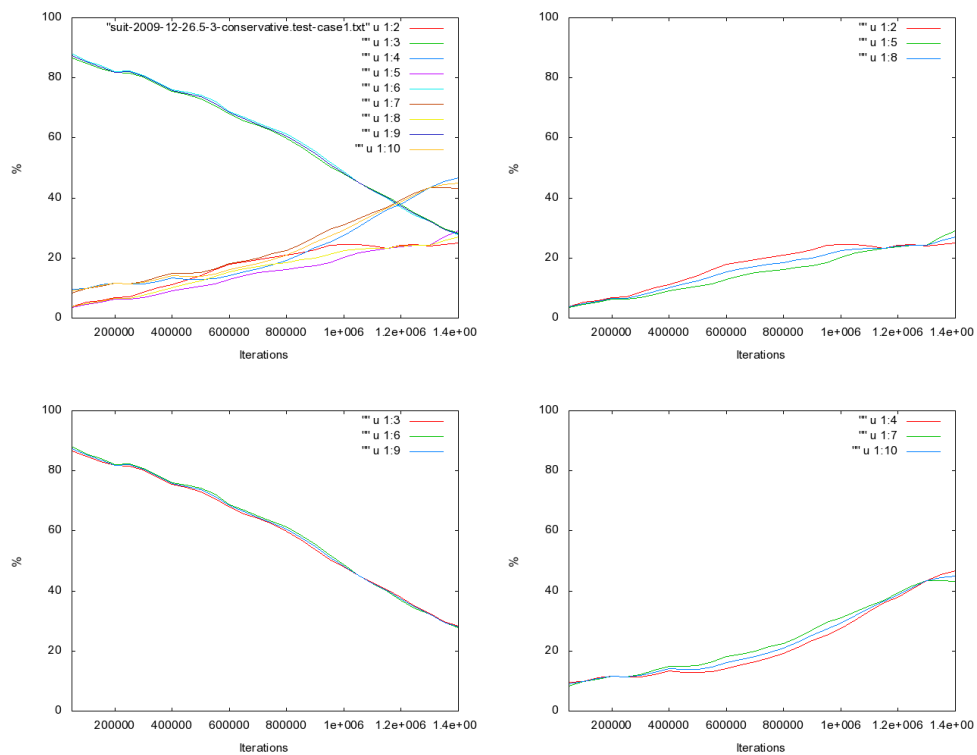 100
80
60
40
20
0
%
"suit-2009-12-26.5-3-conservative.test-case1.txt" u 1:2
"" u 1:3
"" u 1:4
"" u 1:5
"" u 1:6
"" u 1:7
"" u 1:8
"" u 1:9
"" u 1:10
200000 400000 600000 800000 1e+006 1.2e+006 1.4e+00
Iterations
100
80
60
40
20
0
%
"" u 1:2
"" u 1:5
"" u 1:8
200000 400000 600000 800000 1e+006 1.2e+006 1.4e+00
Iterations
100
80
60
40
20
0
%
"" u 1:3
"" u 1:6
"" u 1:9
200000 400000 600000 800000 1e+006 1.2e+006 1.4e+00
Iterations
100
80
60
40
20
0
%
"" u 1:4
"" u 1:7
"" u 1:10
200000 400000 600000 800000 1e+006 1.2e+006 1.4e+00
Iterations